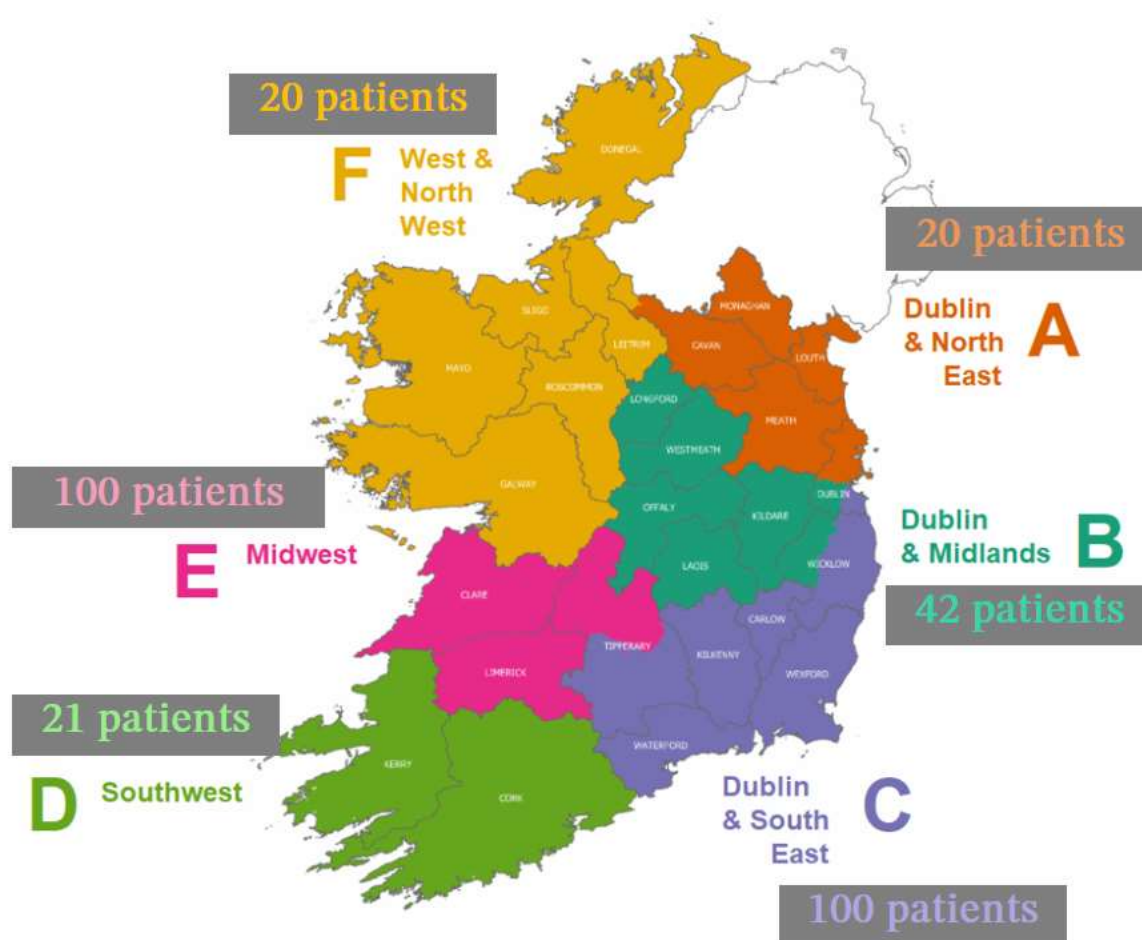 20 patients
F
West &
North
West
DONEGAL
20 patients
Dublin
& North
East
A
MONAGHAN
CAVAN
LOUTH
MEATH
SLIGO
LEITRIM
MAYO
ROSCOMMON
GALWAY
LONGFORD
WESTMEATH
OFFALY
KILDARE
DUBLIN
LAOIS
WICKLOW
Dublin
& Midlands
B
42 patients
100 patients
E
Midwest
CLARE
TIPPERARY
LIMERICK
CARLOW
KILKENNY
WEXFORD
WATERFORD
21 patients
D
Southwest
KERRY
CORK
Dublin
& South
East
C
100 patients